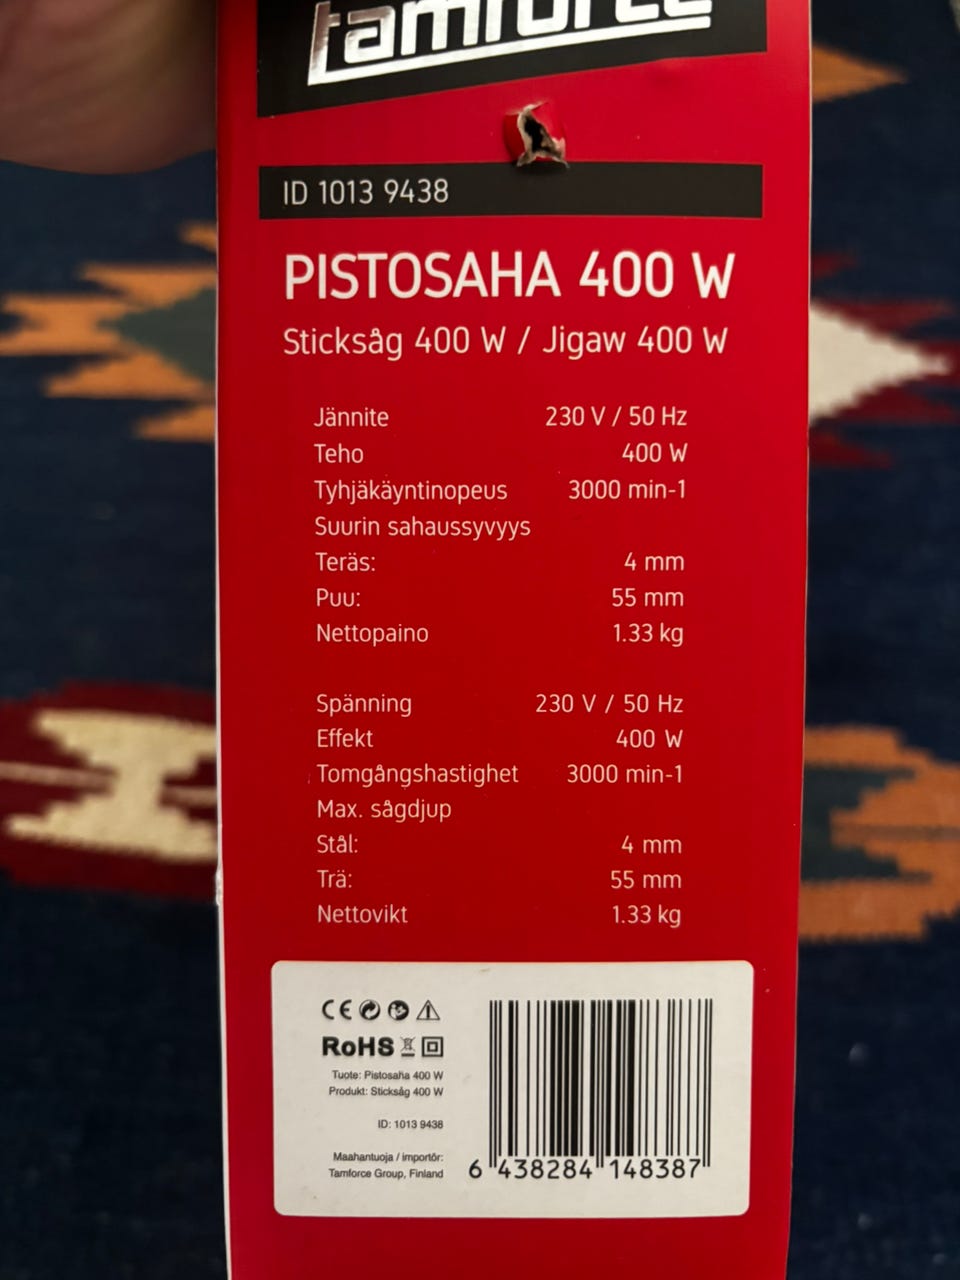 tamforce
ID 1013 9438
PISTOSAHA 400 W
Sticksåg 400 W / Jigaw 400 W
Jännite 230 V / 50 Hz
Teho 400 W
Tyhjäkäyntinopeus 3000 min-1
Suurin sahaussyvyys
Teräs: 4 mm
Puu: 55 mm
Nettopaino 1.33 kg
Spänning 230 V / 50 Hz
Effekt 400 W
Tomgångshastighet 3000 min-1
Max. sågdjup
Stål: 4 mm
Trä: 55 mm
Nettovikt 1.33 kg
CE
RoHS
Tuote: Pistosaha 400 W
Produkt: Sticksåg 400 W
ID: 1013 9438
Maahantuoja / importör:
Tamforce Group, Finland
6 438284 148387